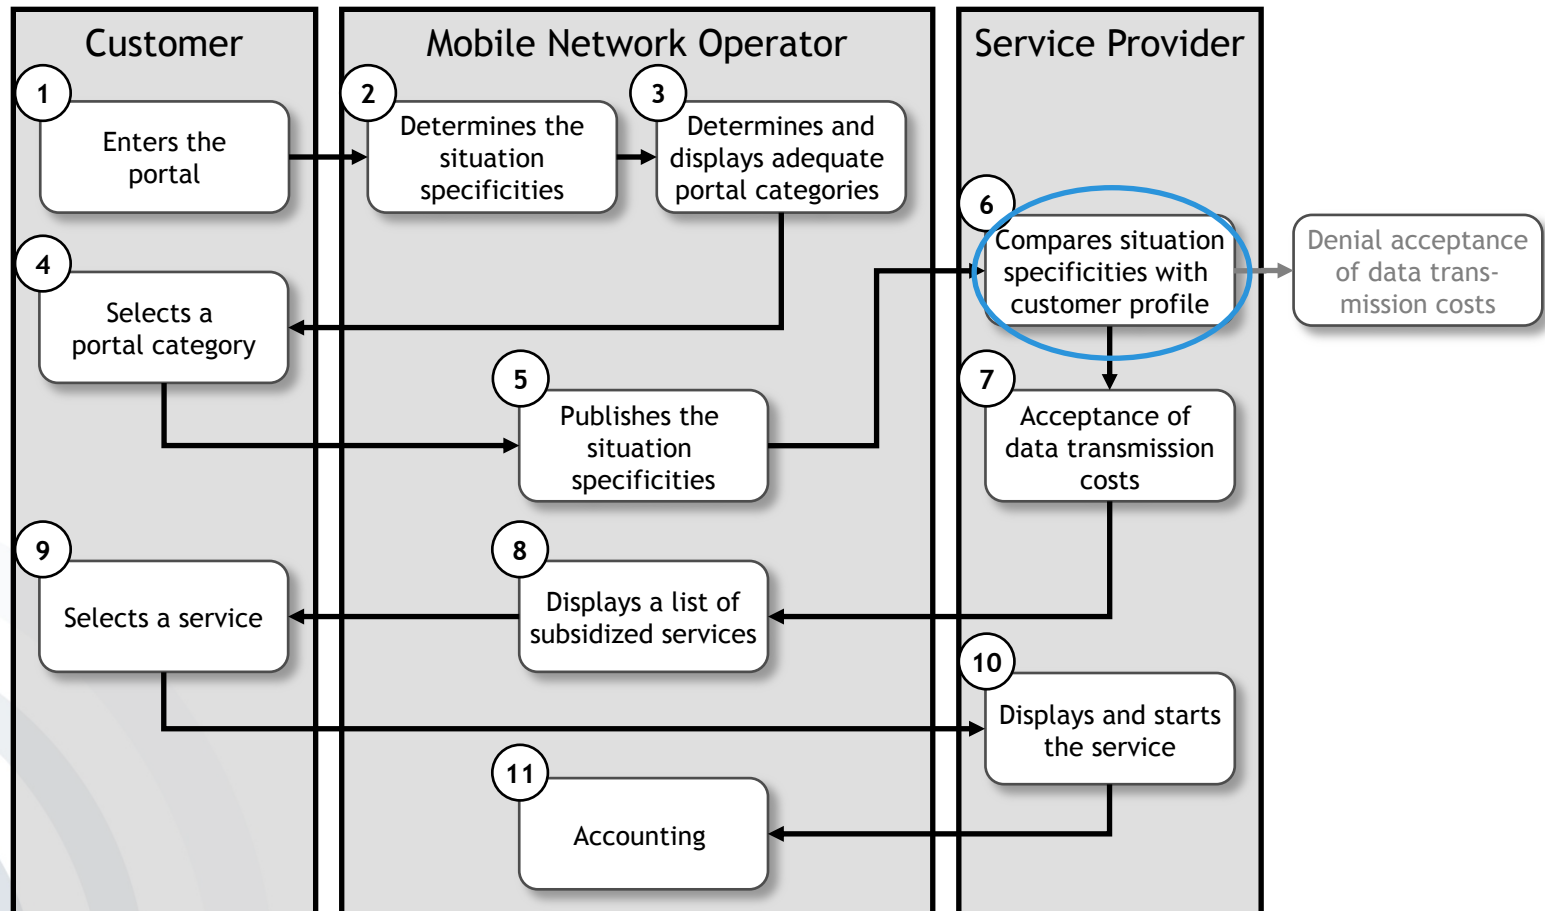 Customer
Mobile Network Operator
Service Provider
1
Enters the
portal
2
Determines the
situation
specificities
3
Determines and
displays adequate
portal categories
4
Selects a
portal category
5
Publishes the
situation
specificities
6
Compares situation
specificities with
customer profile
Denial acceptance
of data trans-
mission costs
7
Acceptance of
data transmission
costs
8
Displays a list of
subsidized services
9
Selects a service
10
Displays and starts
the service
11
Accounting